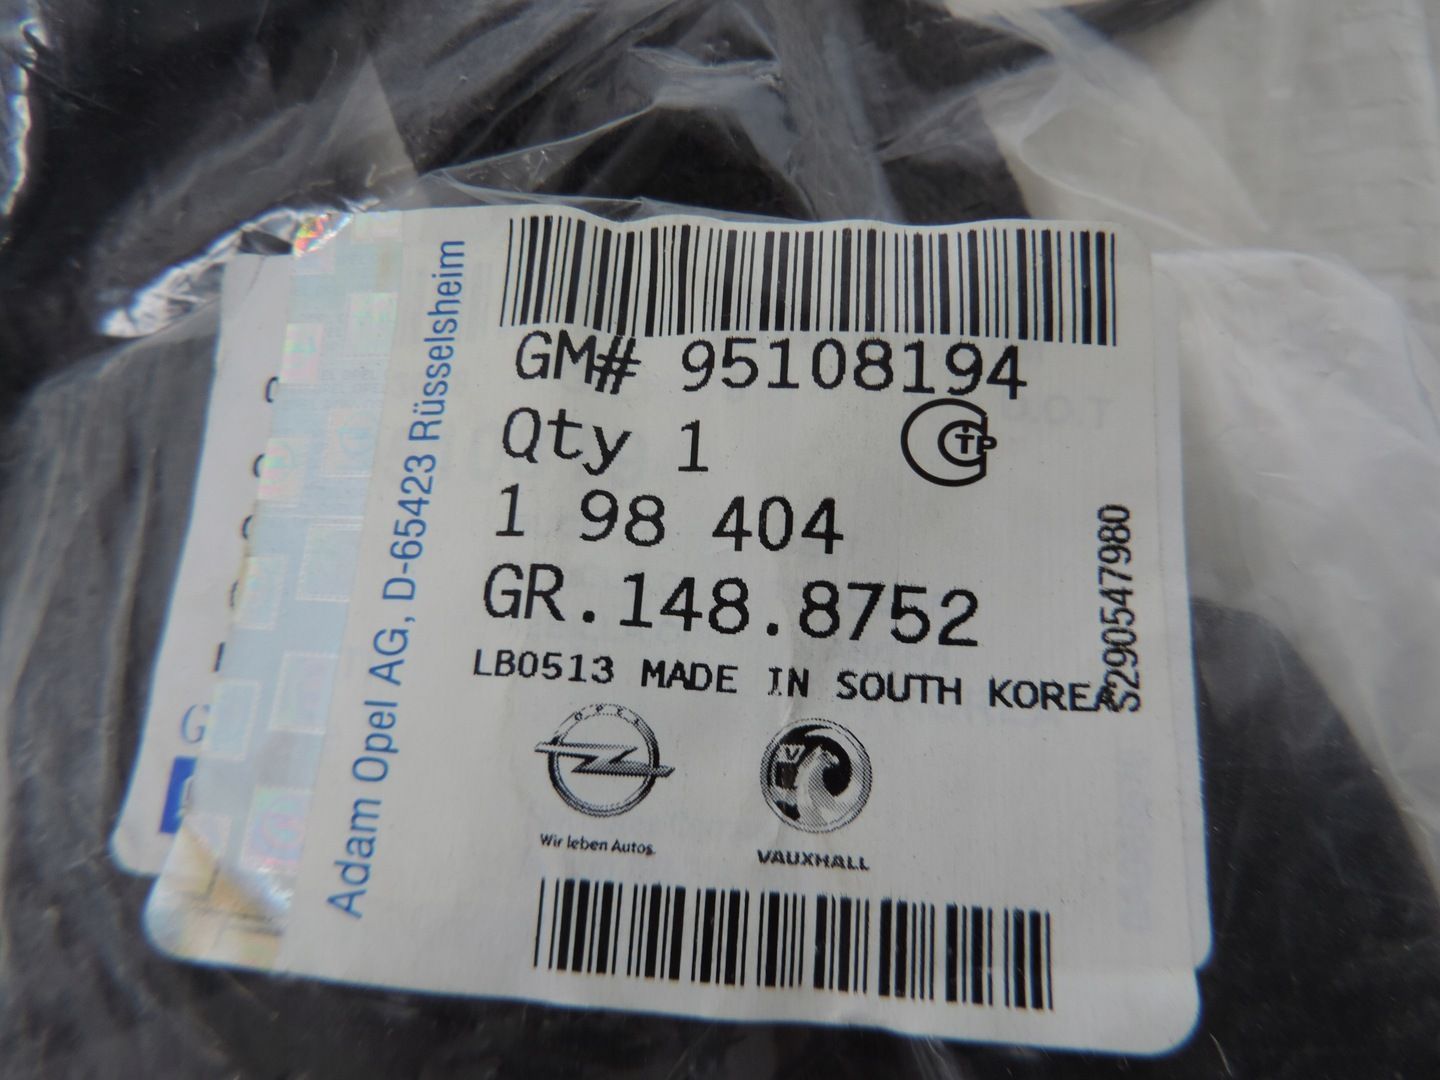 GM# 95108194
Qty 1
1 98 404
GR.148.8752
LB0513 MADE IN SOUTH KOREA
S290547980
Adam Opel AG, D-65423 Rüsselsheim
OPEL
Wir leben Autos.
VAUXHALL